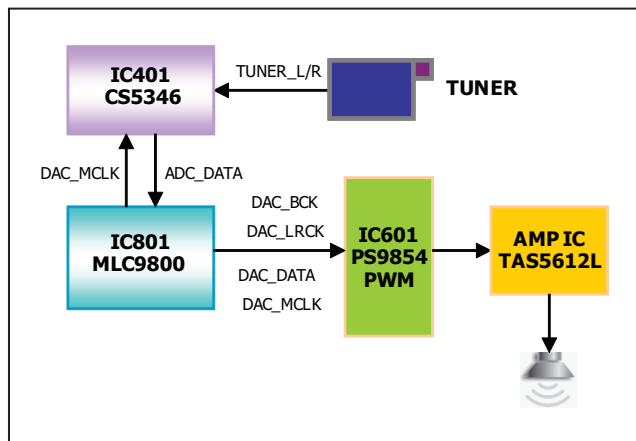 IC401
CS5346
TUNER_L/R
TUNER
DAC_MCLK
ADC_DATA
IC801
MLC9800
DAC_BCK
DAC_LRCK
DAC_DATA
DAC_MCLK
IC601
PS9854
PWM
AMP IC
TAS5612L